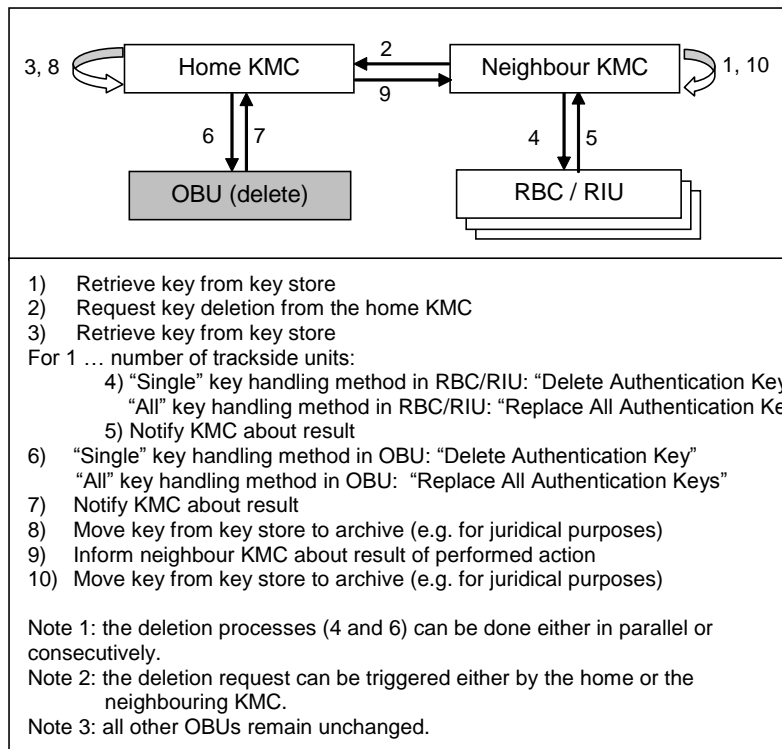 3, 8
Home KMC
2
9
Neighbour KMC
1, 10
6
7
4
5
OBU (delete)
RBC / RIU
1) Retrieve key from key store
2) Request key deletion from the home KMC
3) Retrieve key from key store
For 1 … number of trackside units:
4) “Single” key handling method in RBC/RIU: “Delete Authentication Key
“All” key handling method in RBC/RIU: “Replace All Authentication Ke
5) Notify KMC about result
6) “Single” key handling method in OBU: “Delete Authentication Key”
“All” key handling method in OBU: “Replace All Authentication Keys”
7) Notify KMC about result
8) Move key from key store to archive (e.g. for juridical purposes)
9) Inform neighbour KMC about result of performed action
10) Move key from key store to archive (e.g. for juridical purposes)
Note 1: the deletion processes (4 and 6) can be done either in parallel or
consecutively.
Note 2: the deletion request can be triggered either by the home or the
neighbouring KMC.
Note 3: all other OBUs remain unchanged.